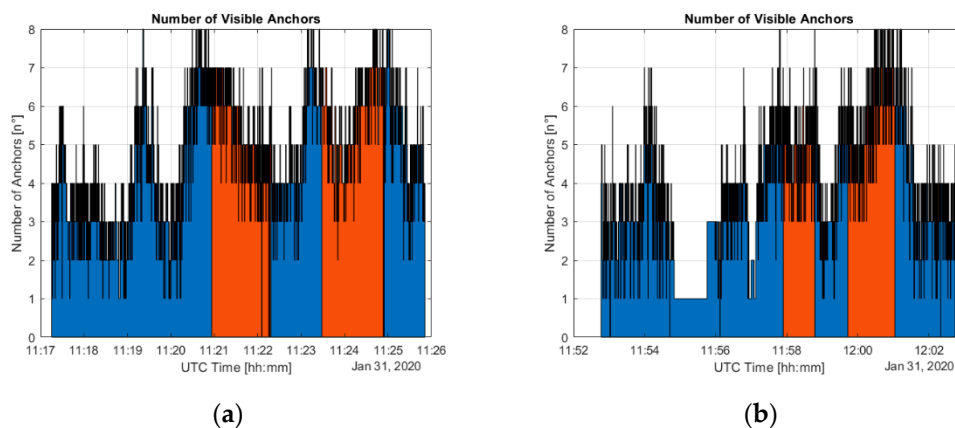 Number of Visible Anchors
Number of Anchors [n°]
8
7
6
5
4
3
2
1
0
11:17 11:18 11:19 11:20 11:21 11:22 11:23 11:24 11:25 11:26
UTC Time [hh:mm]
Jan 31, 2020
(a)
Number of Visible Anchors
Number of Anchors [n°]
8
7
6
5
4
3
2
1
0
11:52 11:54 11:56 11:58 12:00 12:02
UTC Time [hh:mm]
Jan 31, 2020
(b)